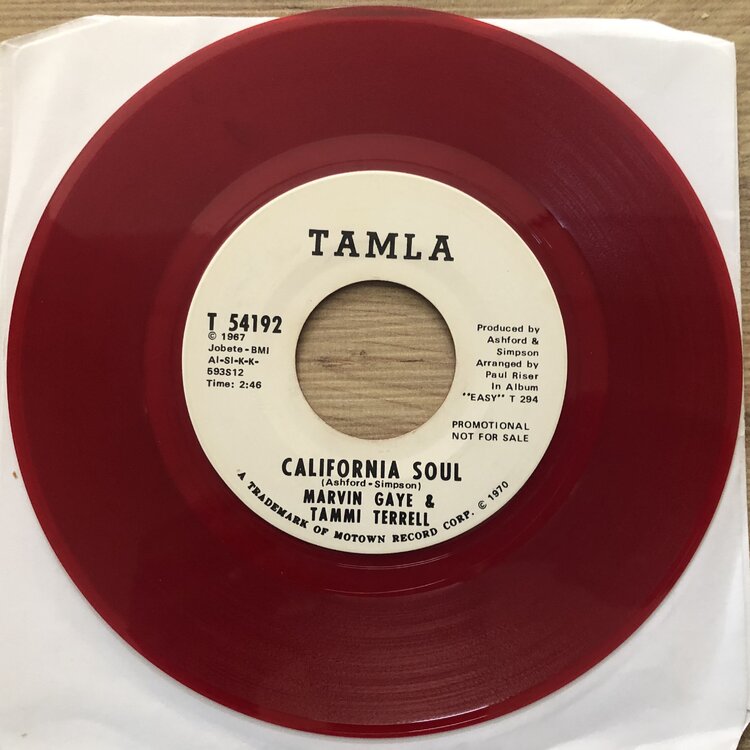 TAMLA
T 54192
© 1967
Jobete-BMI
AI-SI-K-K-
593S12
Time: 2:46
Produced by
Ashford &
Simpson
Arranged by
Paul Riser
In Album
"EASY" T 294
PROMOTIONAL
NOT FOR SALE
CALIFORNIA SOUL
(Ashford-Simpson)
MARVIN GAYE &
TAMMI TERRELL
A TRADEMARK OF MOTOWN RECORD CORP. © 1970